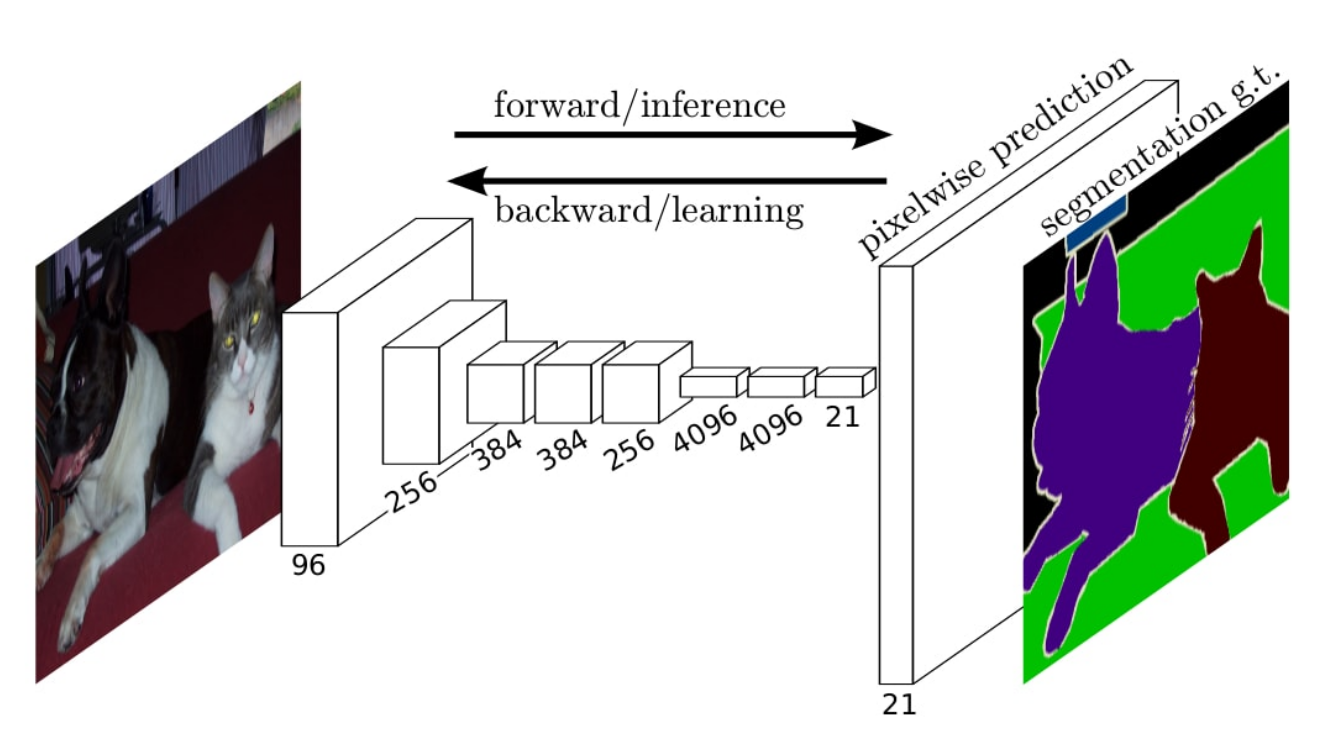 forward/inference
backward/learning
pixelwise prediction
segmentation g.t.
96
256
384
384
256
4096
4096
21
21